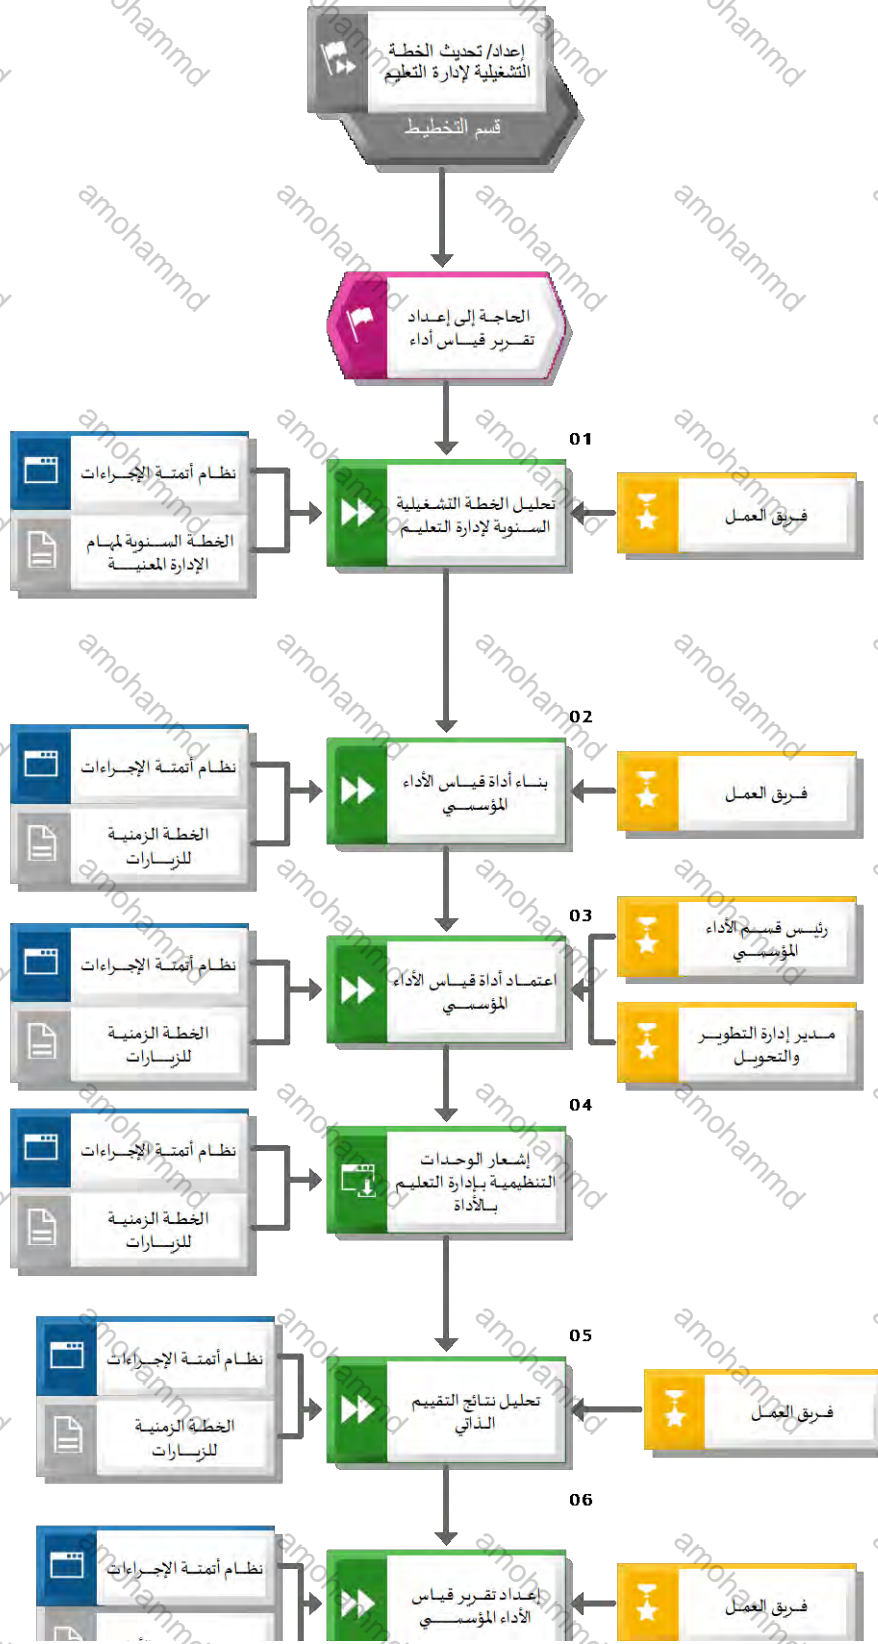 إعداد/ تحديث الخطة
التشغيلية لإدارة التعليم
قسم التخطيط
الحاجة إلى إعداد
تقرير قياس أداء
01
نظام أتمتة الإجراءات
الخطة السنوية لمهام
الإدارة المعنية
تحليل الخطة التشغيلية
السنوية لإدارة التعليم
فريق العمل
02
نظام أتمتة الإجراءات
الخطة الزمنية
للزيارات
بناء أداة قياس الأداء
المؤسسي
فريق العمل
03
نظام أتمتة الإجراءات
الخطة الزمنية
للزيارات
اعتماد أداة قياس الأداء
المؤسسي
رئيس قسم الأداء
المؤسسي
مدير إدارة التطوير
والتحويل
04
نظام أتمتة الإجراءات
الخطة الزمنية
للزيارات
إشعار الوحدات
التنظيمية بإدارة التعليم
بالأداة
05
نظام أتمتة الإجراءات
الخطة الزمنية
للزيارات
تحليل نتائج التقييم
الذاتي
فريق العمل
06
نظام أتمتة الإجراءات
إعداد تقرير قياس
الأداء المؤسسي
فريق العمل
amohammd